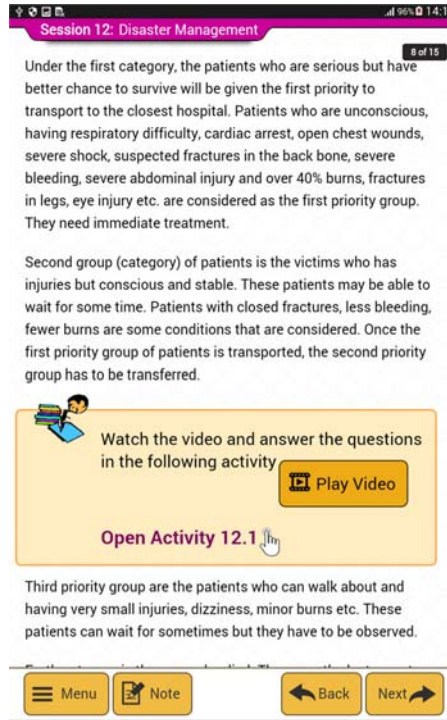 96% 14:1
Session 12: Disaster Management
8 of 15
Under the first category, the patients who are serious but have
better chance to survive will be given the first priority to
transport to the closest hospital. Patients who are unconscious,
having respiratory difficulty, cardiac arrest, open chest wounds,
severe shock, suspected fractures in the back bone, severe
bleeding, severe abdominal injury and over 40% burns, fractures
in legs, eye injury etc. are considered as the first priority group.
They need immediate treatment.
Second group (category) of patients is the victims who has
injuries but conscious and stable. These patients may be able to
wait for some time. Patients with closed fractures, less bleeding,
fewer burns are some conditions that are considered. Once the
first priority group of patients is transported, the second priority
group has to be transferred.
Watch the video and answer the questions
in the following activity
Play Video
Open Activity 12.1
Third priority group are the patients who can walk about and
having very small injuries, dizziness, minor burns etc. These
patients can wait for sometimes but they have to be observed.
Menu
Note
Back
Next